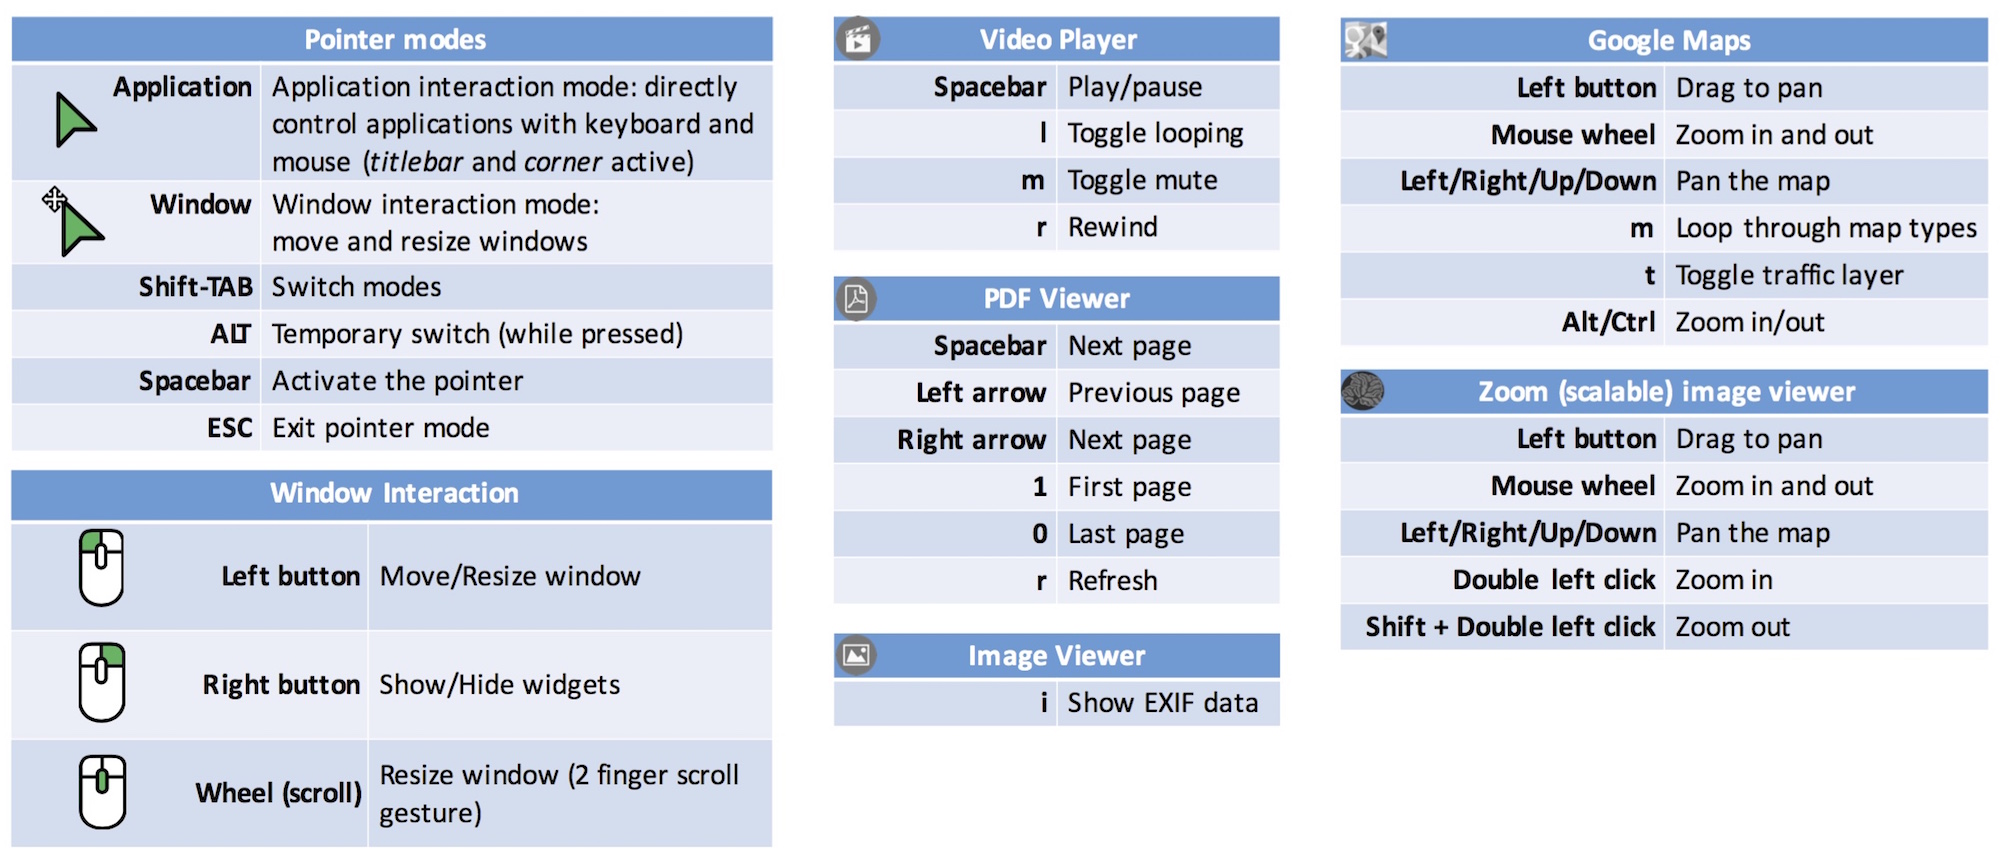 Pointer modes
Application Application interaction mode: directly
control applications with keyboard and
mouse (titlebar and corner active)
Window Window interaction mode:
move and resize windows
Shift-TAB Switch modes
ALT Temporary switch (while pressed)
Spacebar Activate the pointer
ESC Exit pointer mode
Window Interaction
Left button Move/Resize window
Right button Show/Hide widgets
Wheel (scroll) Resize window (2 finger scroll
gesture)
Video Player
Spacebar Play/pause
l Toggle looping
m Toggle mute
r Rewind
PDF Viewer
Spacebar Next page
Left arrow Previous page
Right arrow Next page
1 First page
0 Last page
r Refresh
Image Viewer
i Show EXIF data
Google Maps
Left button Drag to pan
Mouse wheel Zoom in and out
Left/Right/Up/Down Pan the map
m Loop through map types
t Toggle traffic layer
Alt/Ctrl Zoom in/out
Zoom (scalable) image viewer
Left button Drag to pan
Mouse wheel Zoom in and out
Left/Right/Up/Down Pan the map
Double left click Zoom in
Shift + Double left click Zoom out